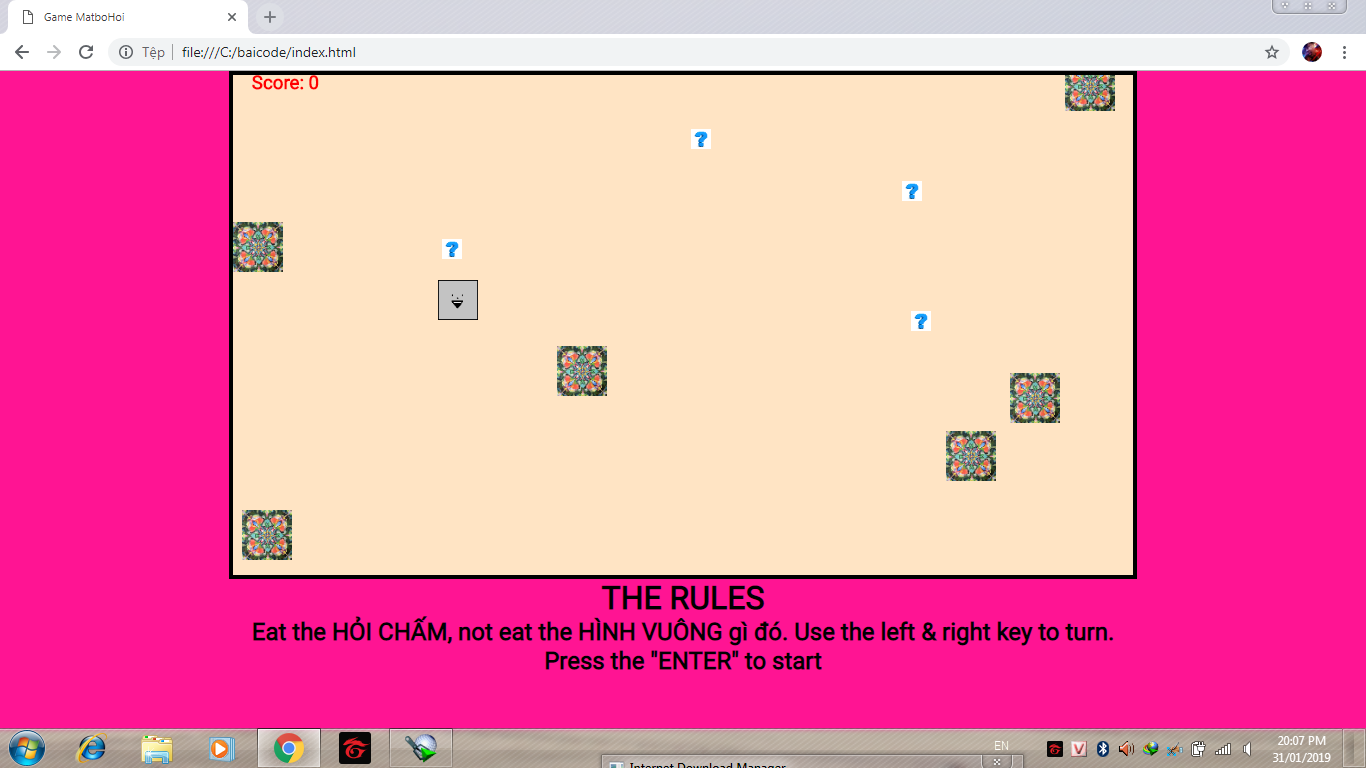 Game MatboHoi
Tệp
file:///C:/baicode/index.html
Score: 0
?
?
?
?
THE RULES
Eat the HỎI CHẤM, not eat the HÌNH VUÔNG gì đó. Use the left & right key to turn.
Press the "ENTER" to start
EN
20:07 PM
Internet Download Manager
31/01/2019